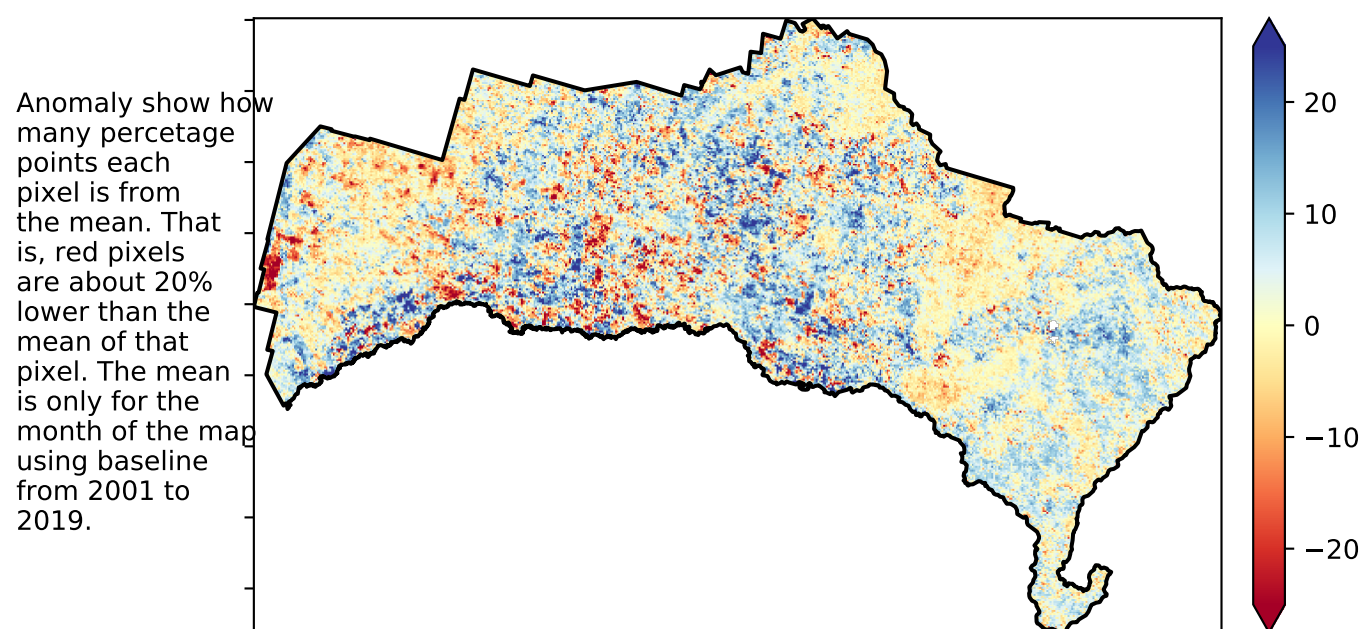 Anomaly show how
many percetage
points each
pixel is from
the mean. That
is, red pixels
are about 20%
lower than the
mean of that
pixel. The mean
is only for the
month of the map
using baseline
from 2001 to
2019.
20
10
0
−10
−20